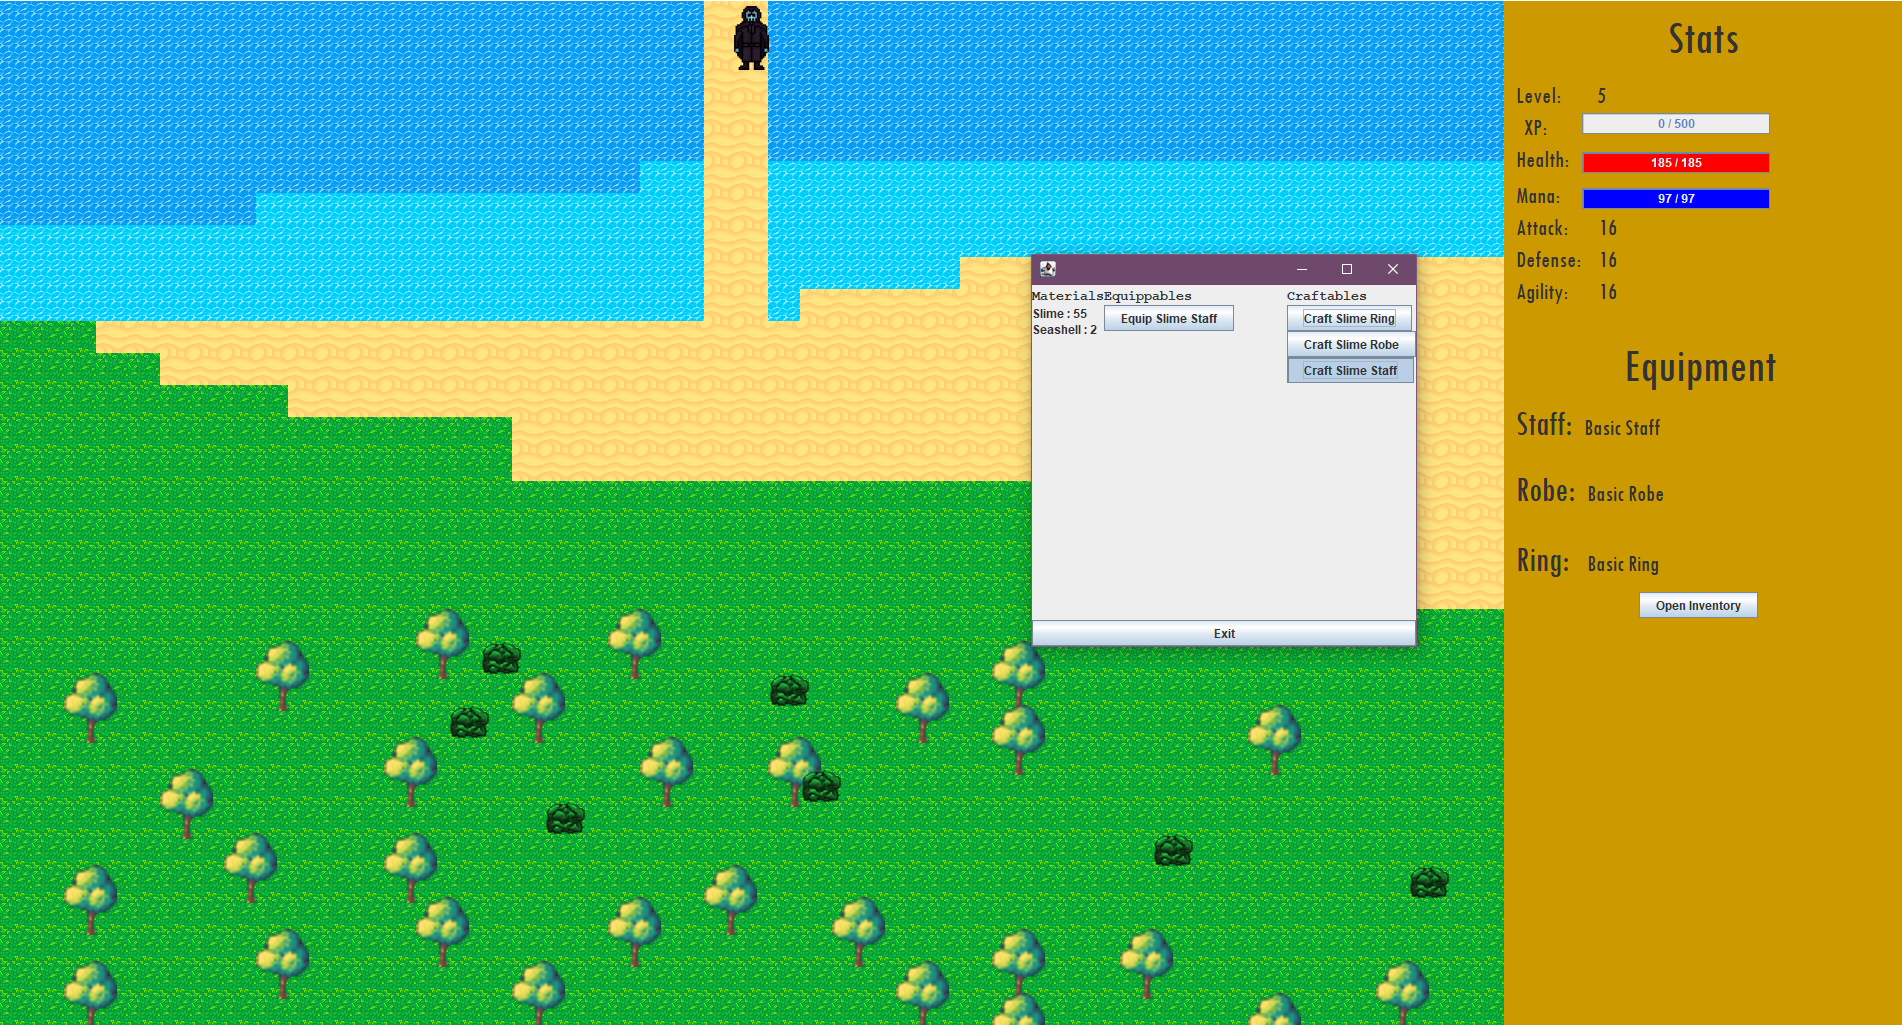 Stats
Level: 5
XP: 0 / 500
Health: 185 / 185
Mana: 97 / 97
Attack: 16
Defense: 16
Agility: 16
Equipment
Staff: Basic Staff
Robe: Basic Robe
Ring: Basic Ring
Open Inventory
Materials Equippables Craftables
Slime : 55 Equip Slime Staff Craft Slime Ring
Seashell : 2
Craft Slime Robe
Craft Slime Staff
Exit